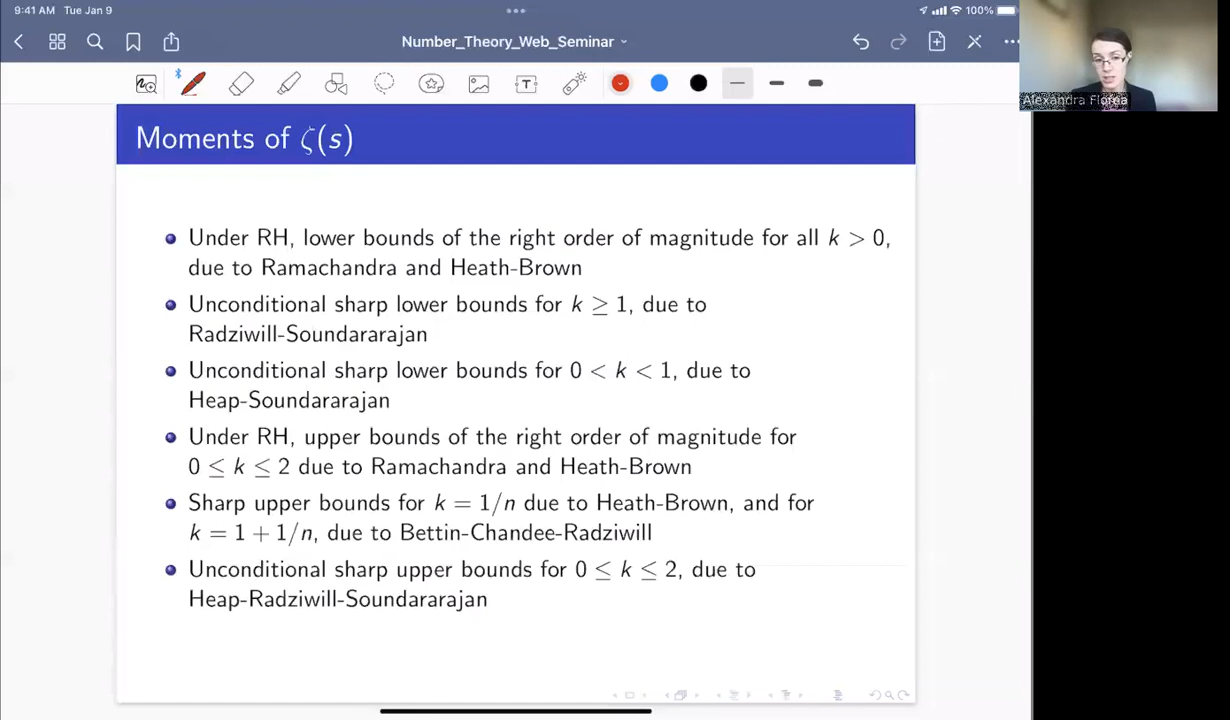 9:41 AM Tue Jan 9
100%
Number_Theory_Web_Seminar
T
Alexandra Florea
Moments of ζ(s)
Under RH, lower bounds of the right order of magnitude for all k > 0,
due to Ramachandra and Heath-Brown
Unconditional sharp lower bounds for k ≥ 1, due to
Radziwill-Soundararajan
Unconditional sharp lower bounds for 0 < k < 1, due to
Heap-Soundararajan
Under RH, upper bounds of the right order of magnitude for
0 ≤ k ≤ 2 due to Ramachandra and Heath-Brown
Sharp upper bounds for k = 1/n due to Heath-Brown, and for
k = 1 + 1/n, due to Bettin-Chandee-Radziwill
Unconditional sharp upper bounds for 0 ≤ k ≤ 2, due to
Heap-Radziwill-Soundararajan